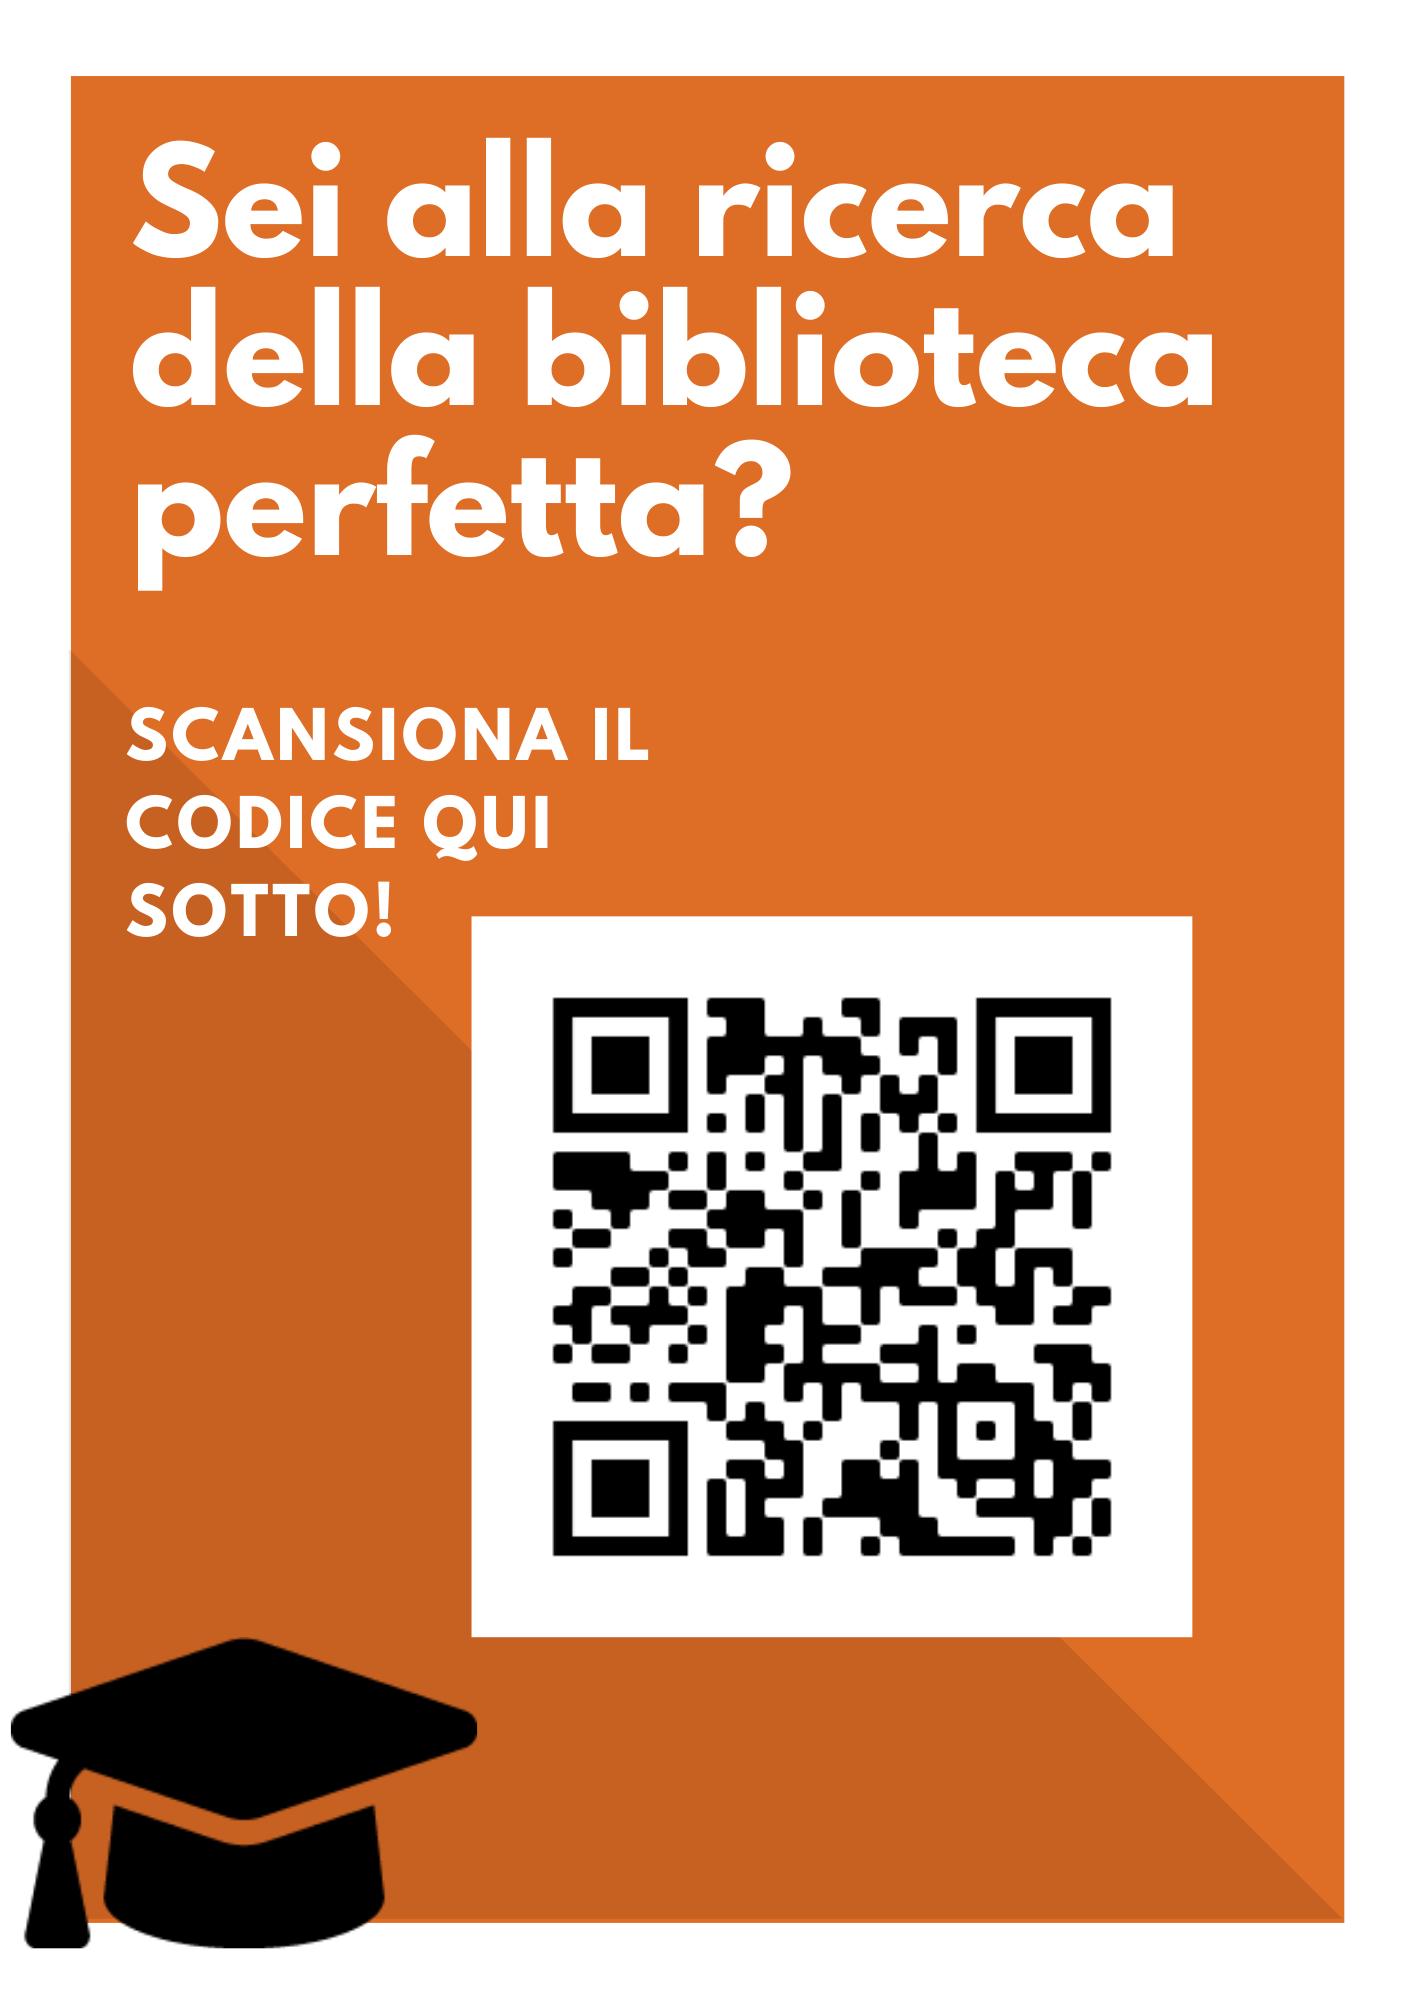 Sei alla ricerca
della biblioteca
perfetta?
SCANSIONA IL
CODICE QUI
SOTTO!